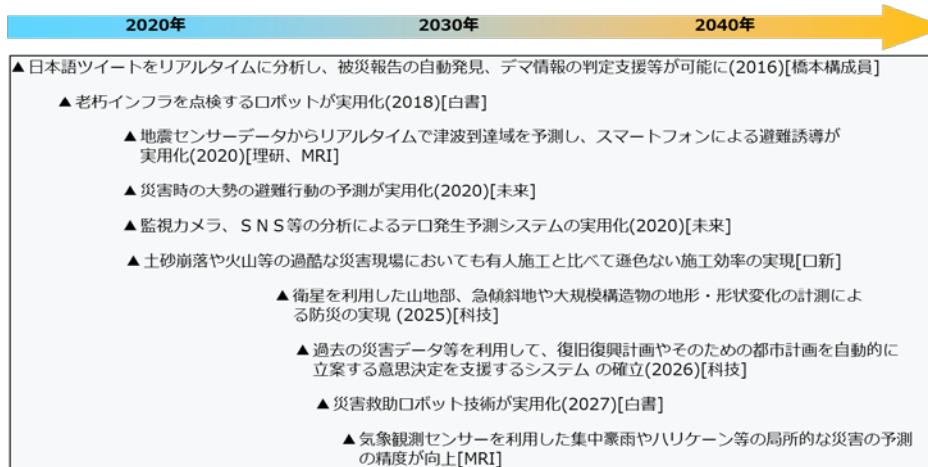 2020年 2030年 2040年
▲日本語ツイートをリアルタイムに分析し、被災報告の自動発見、デマ情報の判定支援等が可能に(2016)[橋本構成員]
▲老朽インフラを点検するロボットが実用化(2018)[白書]
▲地震センサーデータからリアルタイムで津波到達域を予測し、スマートフォンによる避難誘導が
実用化(2020)[理研、MRI]
▲災害時の大勢の避難行動の予測が実用化(2020)[未来]
▲監視カメラ、ＳＮＳ等の分析によるテロ発生予測システムの実用化(2020)[未来]
▲土砂崩落や火山等の過酷な災害現場においても有人施工と比べて遜色ない施工効率の実現[ロ新]
▲衛星を利用した山地部、急傾斜地や大規模構造物の地形・形状変化の計測によ
る防災の実現 (2025)[科技]
▲過去の災害データ等を利用して、復旧復興計画やそのための都市計画を自動的に
立案する意思決定を支援するシステム の確立(2026)[科技]
▲災害救助ロボット技術が実用化(2027)[白書]
▲気象観測センサーを利用した集中豪雨やハリケーン等の局所的な災害の予測
の精度が向上[MRI]